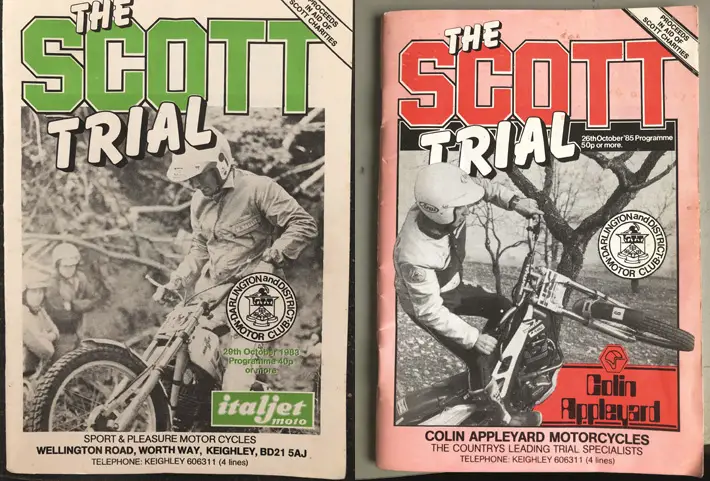 THE
SCOTT
TRIAL
PROCEEDS
IN AID OF
SCOTT CHARITIES
DARLINGTON and DISTRICT
MOTOR CLUB
29th October 1983
Programme 40p
or more
italjet
moto
SPORT & PLEASURE MOTOR CYCLES
WELLINGTON ROAD, WORTH WAY, KEIGHLEY, BD21 5AJ
TELEPHONE: KEIGHLEY 606311 (4 lines)
THE
SCOTT
TRIAL
PROCEEDS
IN AID OF
SCOTT CHARITIES
26th October '85 Programme
50p or more.
DARLINGTON and DISTRICT
MOTOR CLUB
Colin
Appleyard
COLIN APPLEYARD MOTORCYCLES
THE COUNTRYS LEADING TRIAL SPECIALISTS
TELEPHONE: KEIGHLEY 606311 (4 lines)